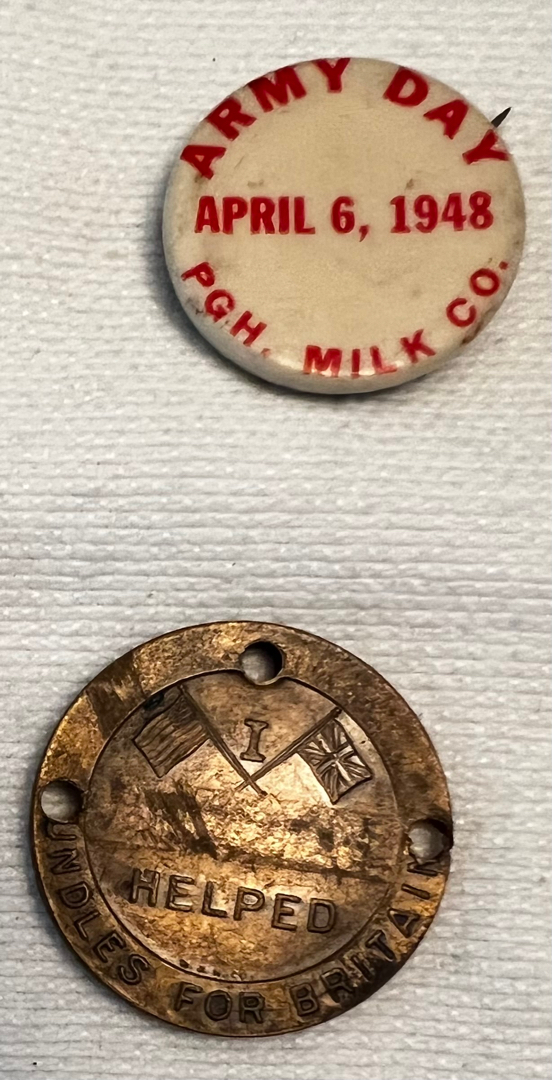 ARMY DAY
APRIL 6, 1948
PGH. MILK CO.
I
HELPED
UNDLES FOR BRITAIN